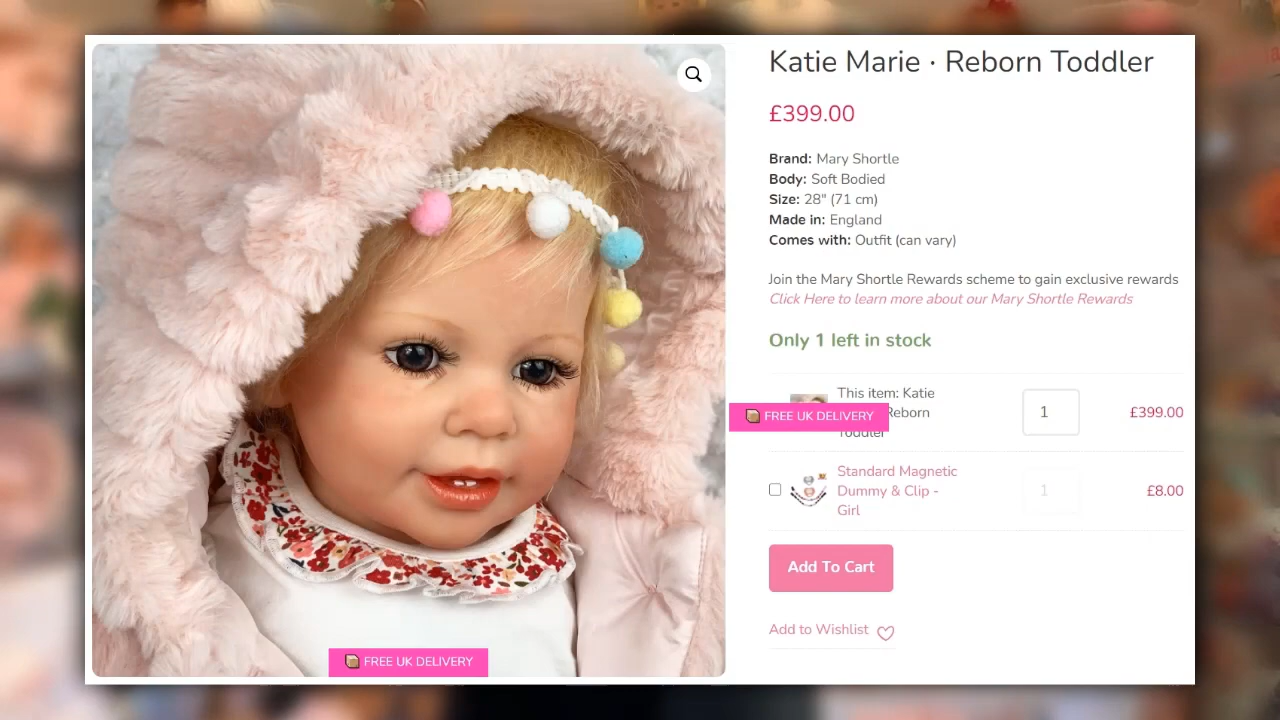 Katie Marie · Reborn Toddler
£399.00
Brand: Mary Shortle
Body: Soft Bodied
Size: 28" (71 cm)
Made in: England
Comes with: Outfit (can vary)
Join the Mary Shortle Rewards scheme to gain exclusive rewards
Click Here to learn more about our Mary Shortle Rewards
Only 1 left in stock
This item: Katie
Reborn
Toddler
1
£399.00
FREE UK DELIVERY
Standard Magnetic
Dummy & Clip -
Girl
1
£8.00
Add To Cart
Add to Wishlist
FREE UK DELIVERY